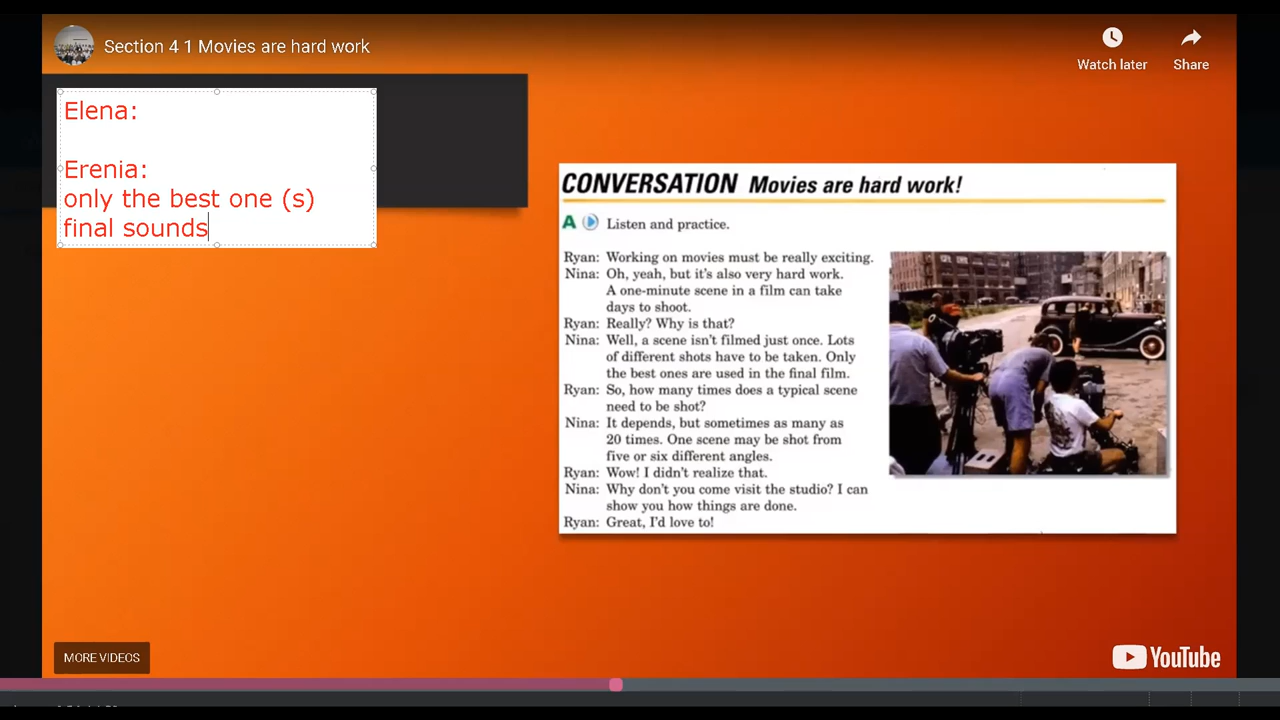 Section 4 1 Movies are hard work
Watch later
Share
Elena:
Erenia:
only the best one (s)
final sounds
CONVERSATION Movies are hard work!
A Listen and practice.
Ryan: Working on movies must be really exciting.
Nina: Oh, yeah, but it's also very hard work.
A one-minute scene in a film can take
days to shoot.
Ryan: Really? Why is that?
Nina: Well, a scene isn't filmed just once. Lots
of different shots have to be taken. Only
the best ones are used in the final film.
Ryan: So, how many times does a typical scene
need to be shot?
Nina: It depends, but sometimes as many as
20 times. One scene may be shot from
five or six different angles.
Ryan: Wow! I didn't realize that.
Nina: Why don't you come visit the studio? I can
show you how things are done.
Ryan: Great, I'd love to!
MORE VIDEOS
YouTube